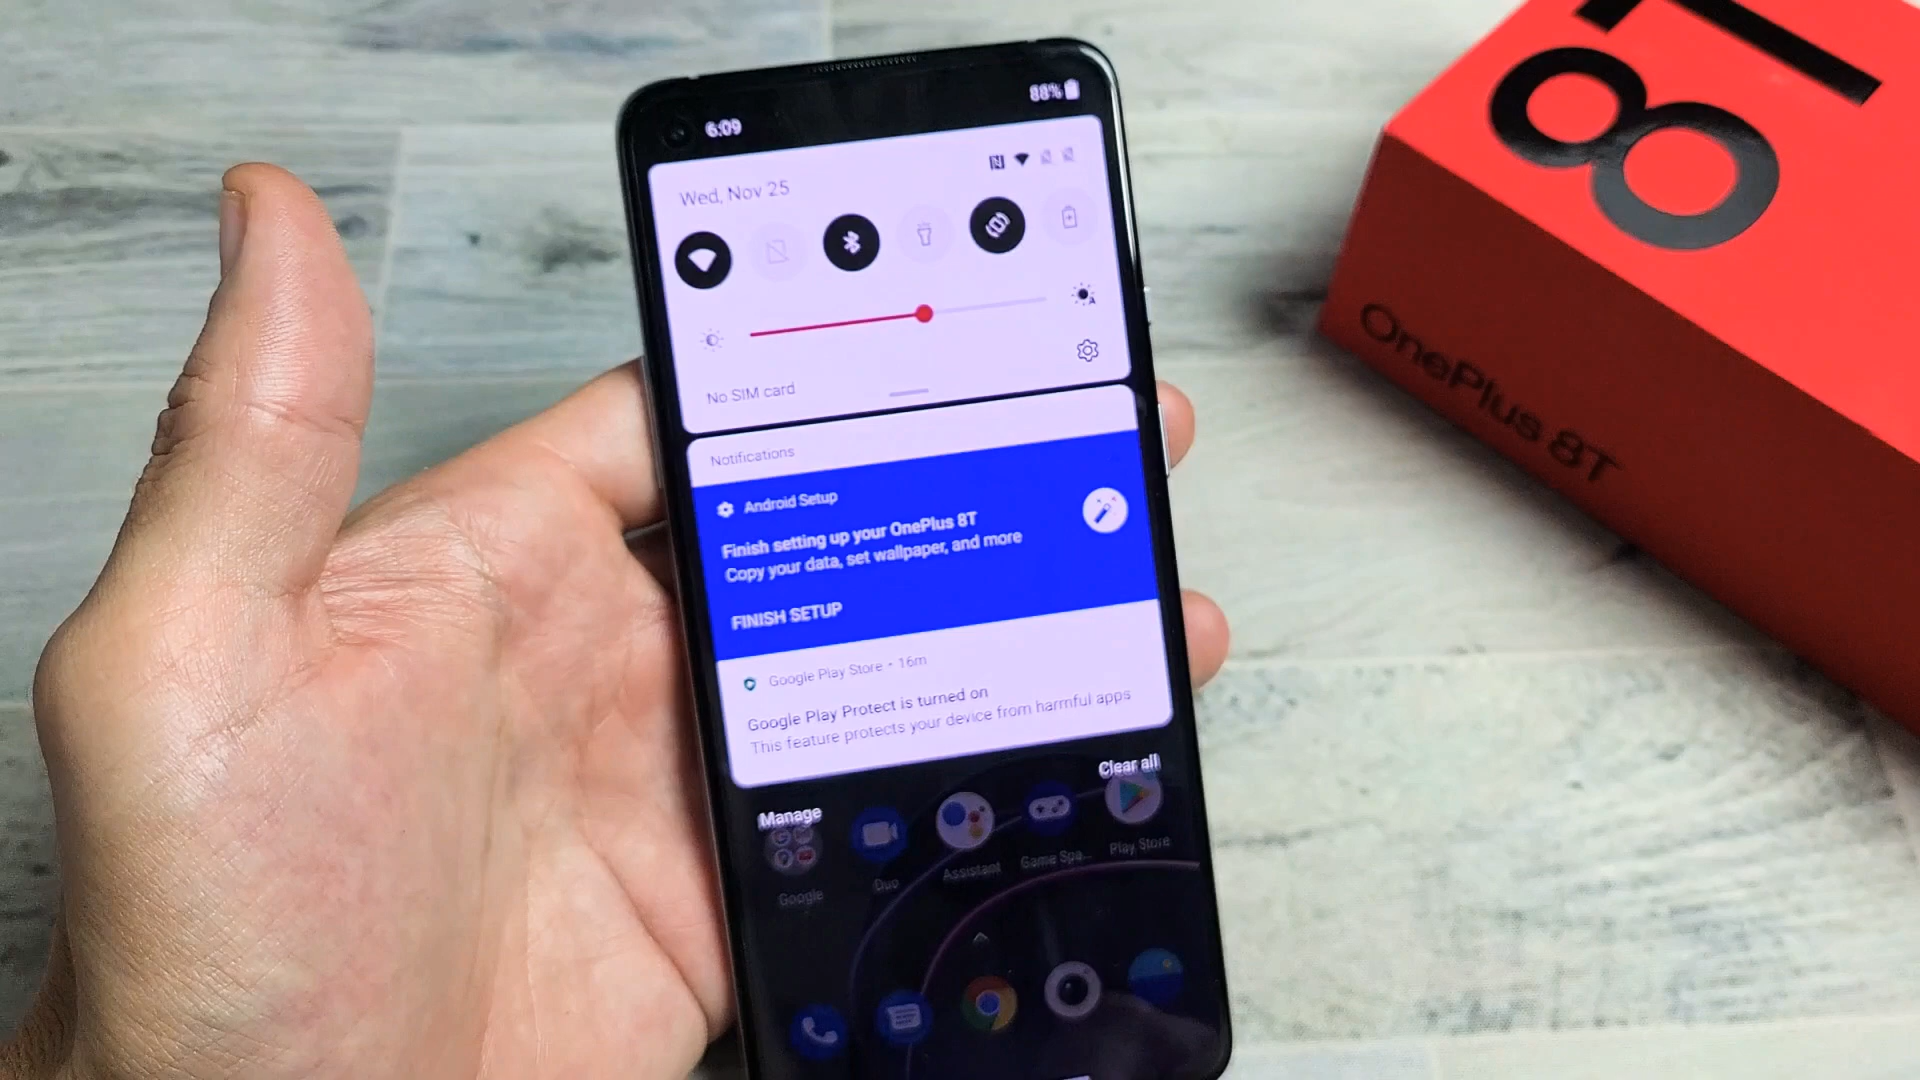 6:09
88%
Wed, Nov 25
No SIM card
Notifications
Android Setup
Finish setting up your OnePlus 8T
Copy your data, set wallpaper, and more
FINISH SETUP
Google Play Store • 16m
Google Play Protect is turned on
This feature protects your device from harmful apps
Manage
Clear all
Google
Duo
Assistant
Game Spa...
Play Store
8T
OnePlus 8T